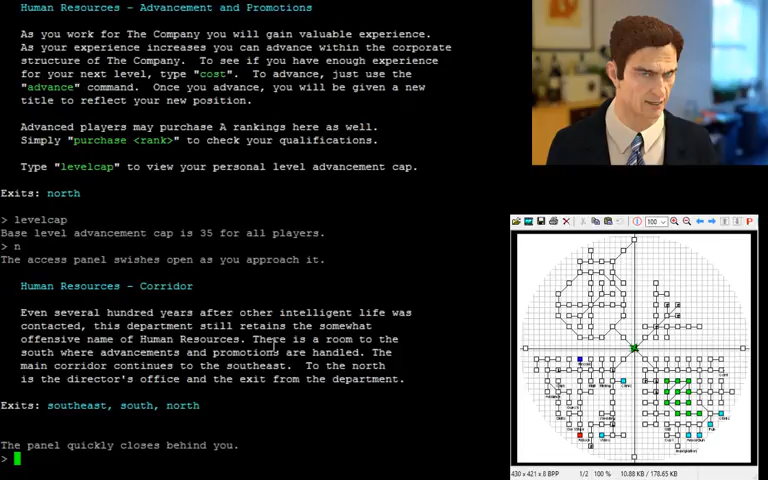 Human Resources - Advancement and Promotions
As you work for The Company you will gain valuable experience.
As your experience increases you can advance within the corporate
structure of The Company.  To see if you have enough experience
for your next level, type "cost".  To advance, just use the
"advance" command.  Once you advance, you will be given a new
title to reflect your new position.
Advanced players may purchase A rankings here as well.
Simply "purchase <rank>" to check your qualifications.
Type "levelcap" to view your personal level advancement cap.
Exits: north
> levelcap
Base level advancement cap is 35 for all players.
> n
The access panel swishes open as you approach it.
Human Resources - Corridor
Even several hundred years after other intelligent life was
contacted, this department still retains the somewhat
offensive name of Human Resources. There is a room to the
south where advancements and promotions are handled. The
main corridor continues to the southeast.  To the north
is the director's office and the exit from the department.
Exits: southeast, south, north
The panel quickly closes behind you.
>
100
P
430 x 421 x 8 BPP
1/2
100 %
10.88 KB / 178.65 KB